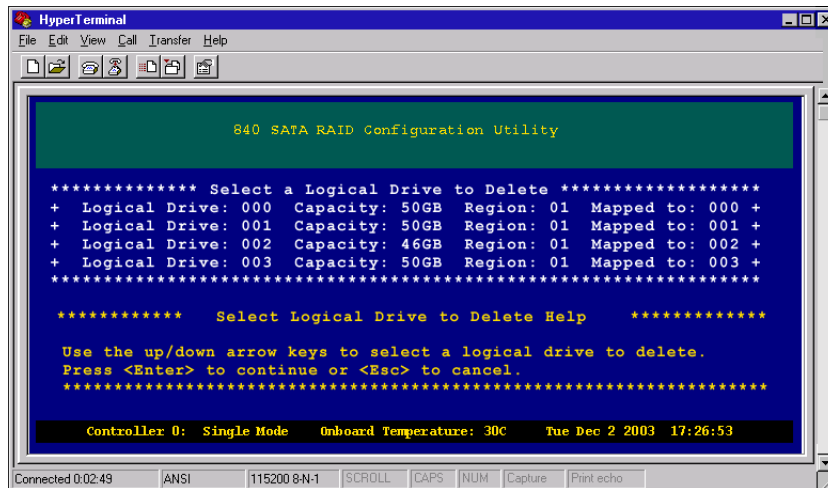 HyperTerminal
File Edit View Call Transfer Help
840 SATA RAID Configuration Utility
************** Select a Logical Drive to Delete *******************
+ Logical Drive: 000 Capacity: 50GB Region: 01 Mapped to: 000 +
+ Logical Drive: 001 Capacity: 50GB Region: 01 Mapped to: 001 +
+ Logical Drive: 002 Capacity: 46GB Region: 01 Mapped to: 002 +
+ Logical Drive: 003 Capacity: 50GB Region: 01 Mapped to: 003 +
********************************************************************
************ Select Logical Drive to Delete Help *************
Use the up/down arrow keys to select a logical drive to delete.
Press <Enter> to continue or <Esc> to cancel.
********************************************************************
Controller 0: Single Mode Onboard Temperature: 30C Tue Dec 2 2003 17:26:53
Connected 0:02:49 ANSI 115200 8-N-1 SCROLL CAPS NUM Capture Print echo